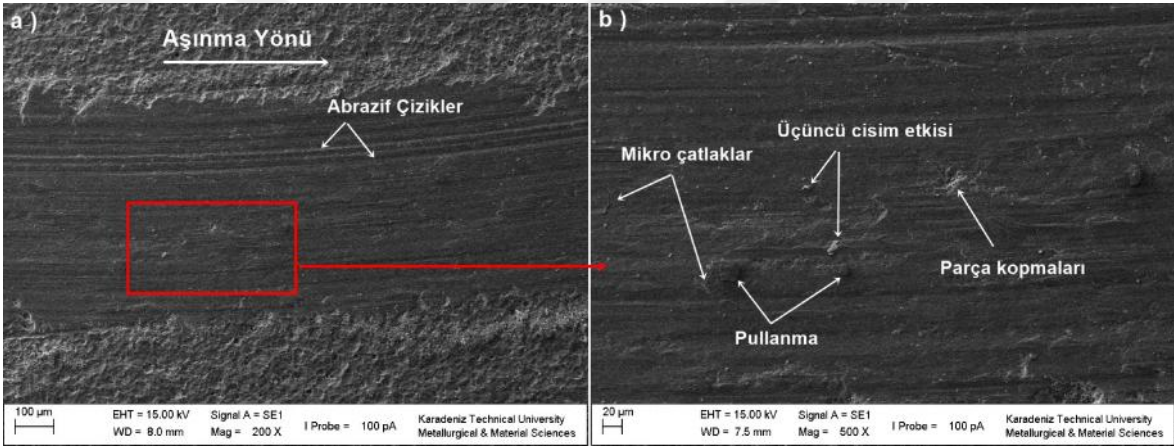 a )
Aşınma Yönü
Abrazif Çizikler
100 µm
EHT = 15.00 kV
Signal A = SE1
WD = 8.0 mm
Mag = 200 X
I Probe = 100 pA
Karadeniz Technical University
Metallurgical & Material Sciences
b )
Üçüncü cisim etkisi
Mikro çatlaklar
Parça kopmaları
Pullanma
20 µm
EHT = 15.00 kV
Signal A = SE1
WD = 7.5 mm
Mag = 500 X
I Probe = 100 pA
Karadeniz Technical University
Metallurgical & Material Sciences